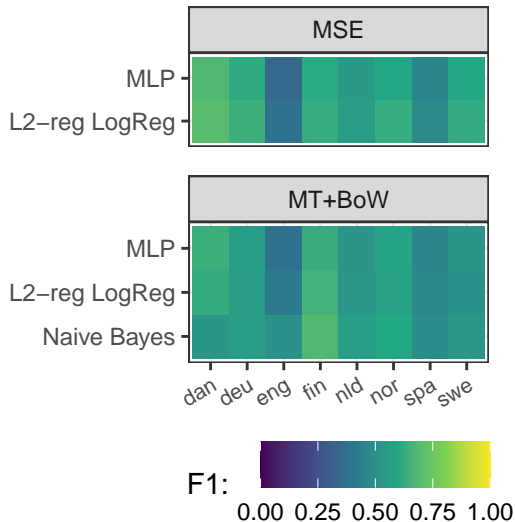 MSE
MLP
L2−reg LogReg
MT+BoW
MLP
L2−reg LogReg
Naive Bayes
dan deu eng fin nld nor spa swe
F1:
0.00 0.25 0.50 0.75 1.00